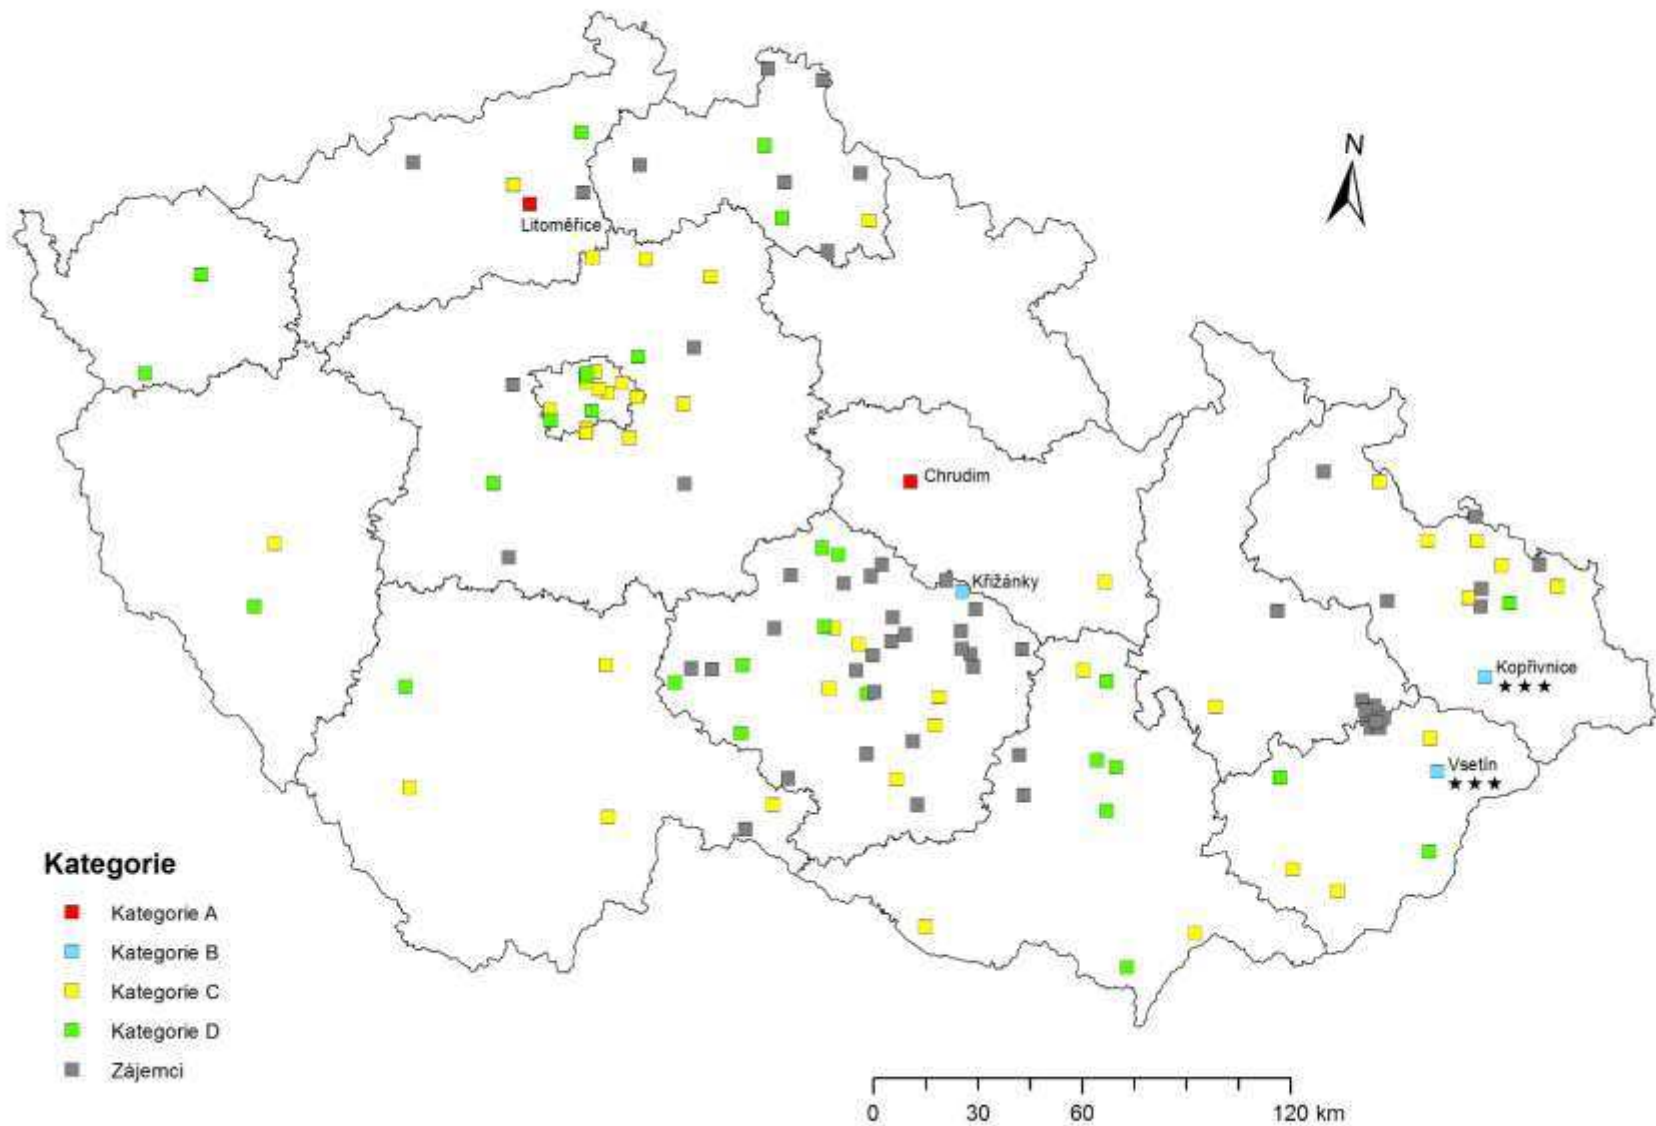 N
Litoměřice
Chrudim
Křižánky
Kopřivnice
★★★
Vsetín
★★★
Kategorie
Kategorie A
Kategorie B
Kategorie C
Kategorie D
Zájemci
0 30 60 120 km